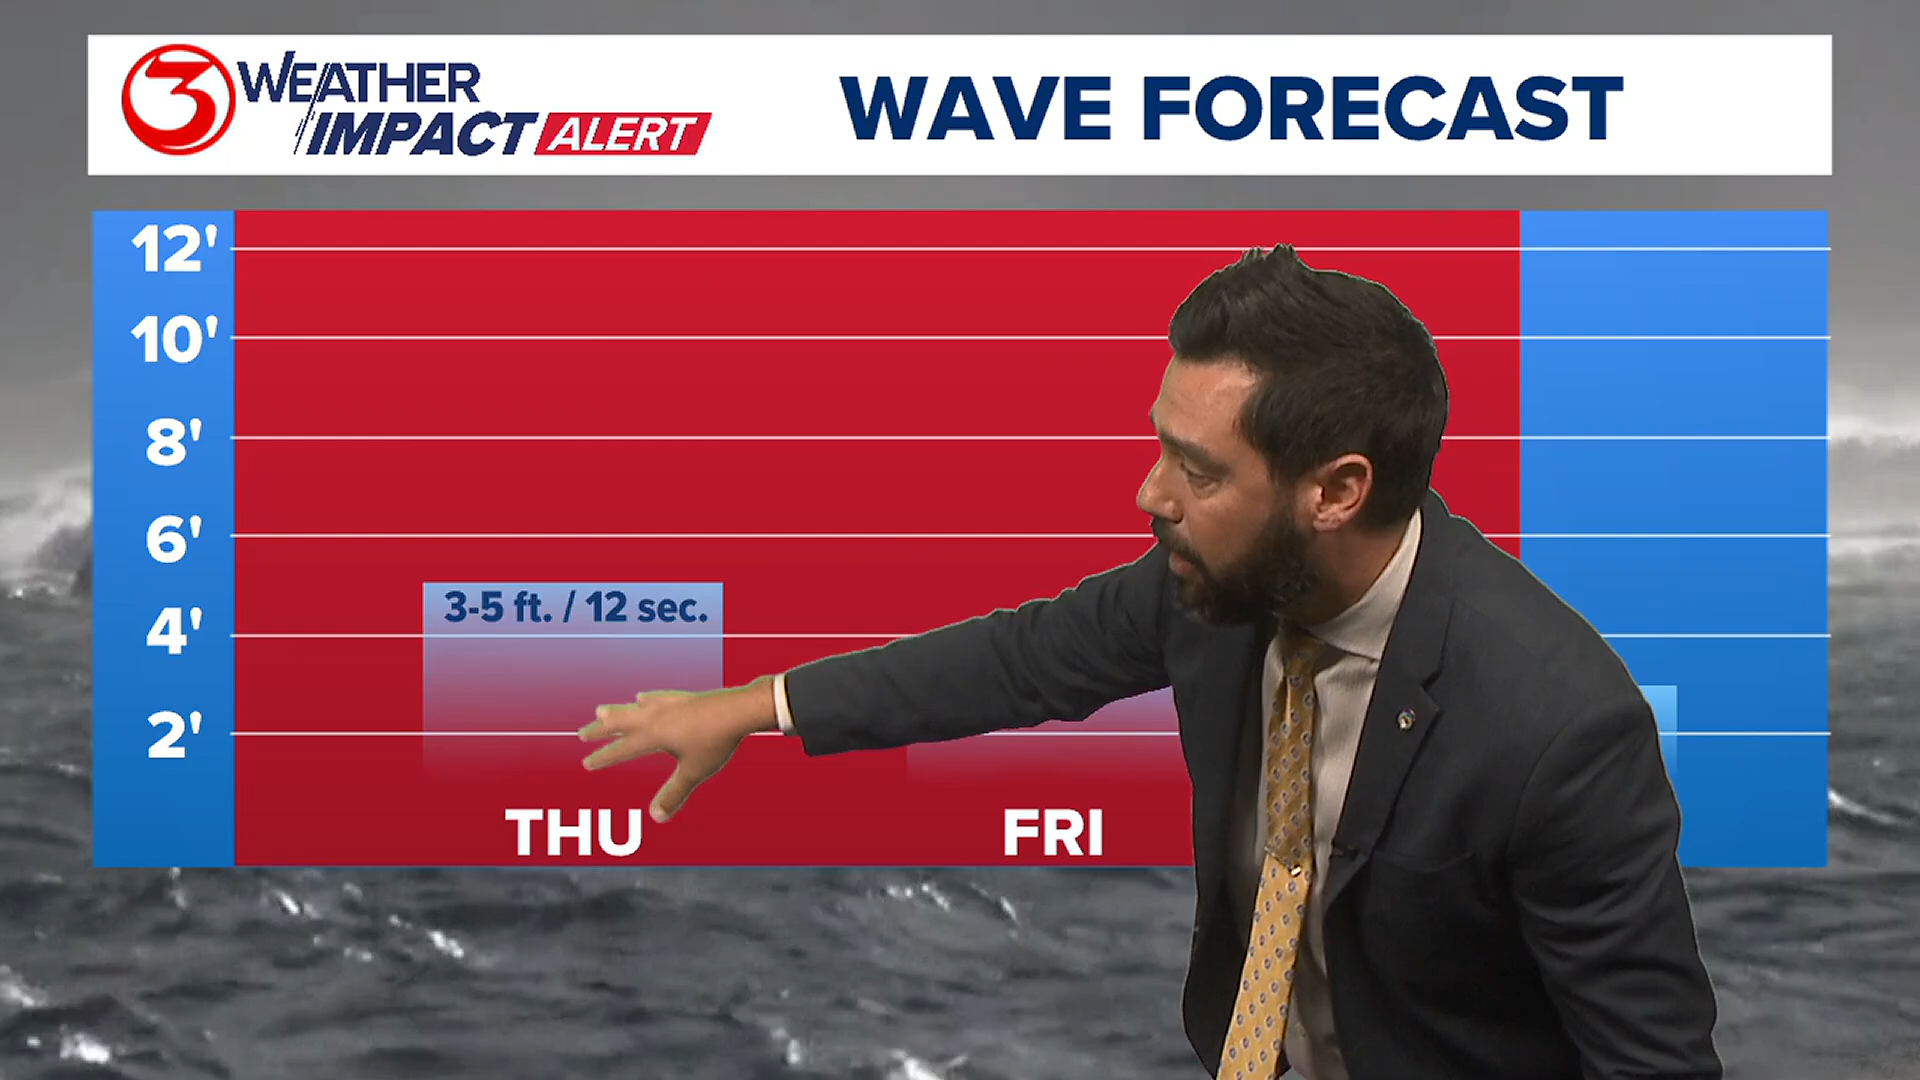 3 WEATHER
IMPACT ALERT
WAVE FORECAST
12'
10'
8'
6'
4'
2'
3-5 ft. / 12 sec.
THU
FRI